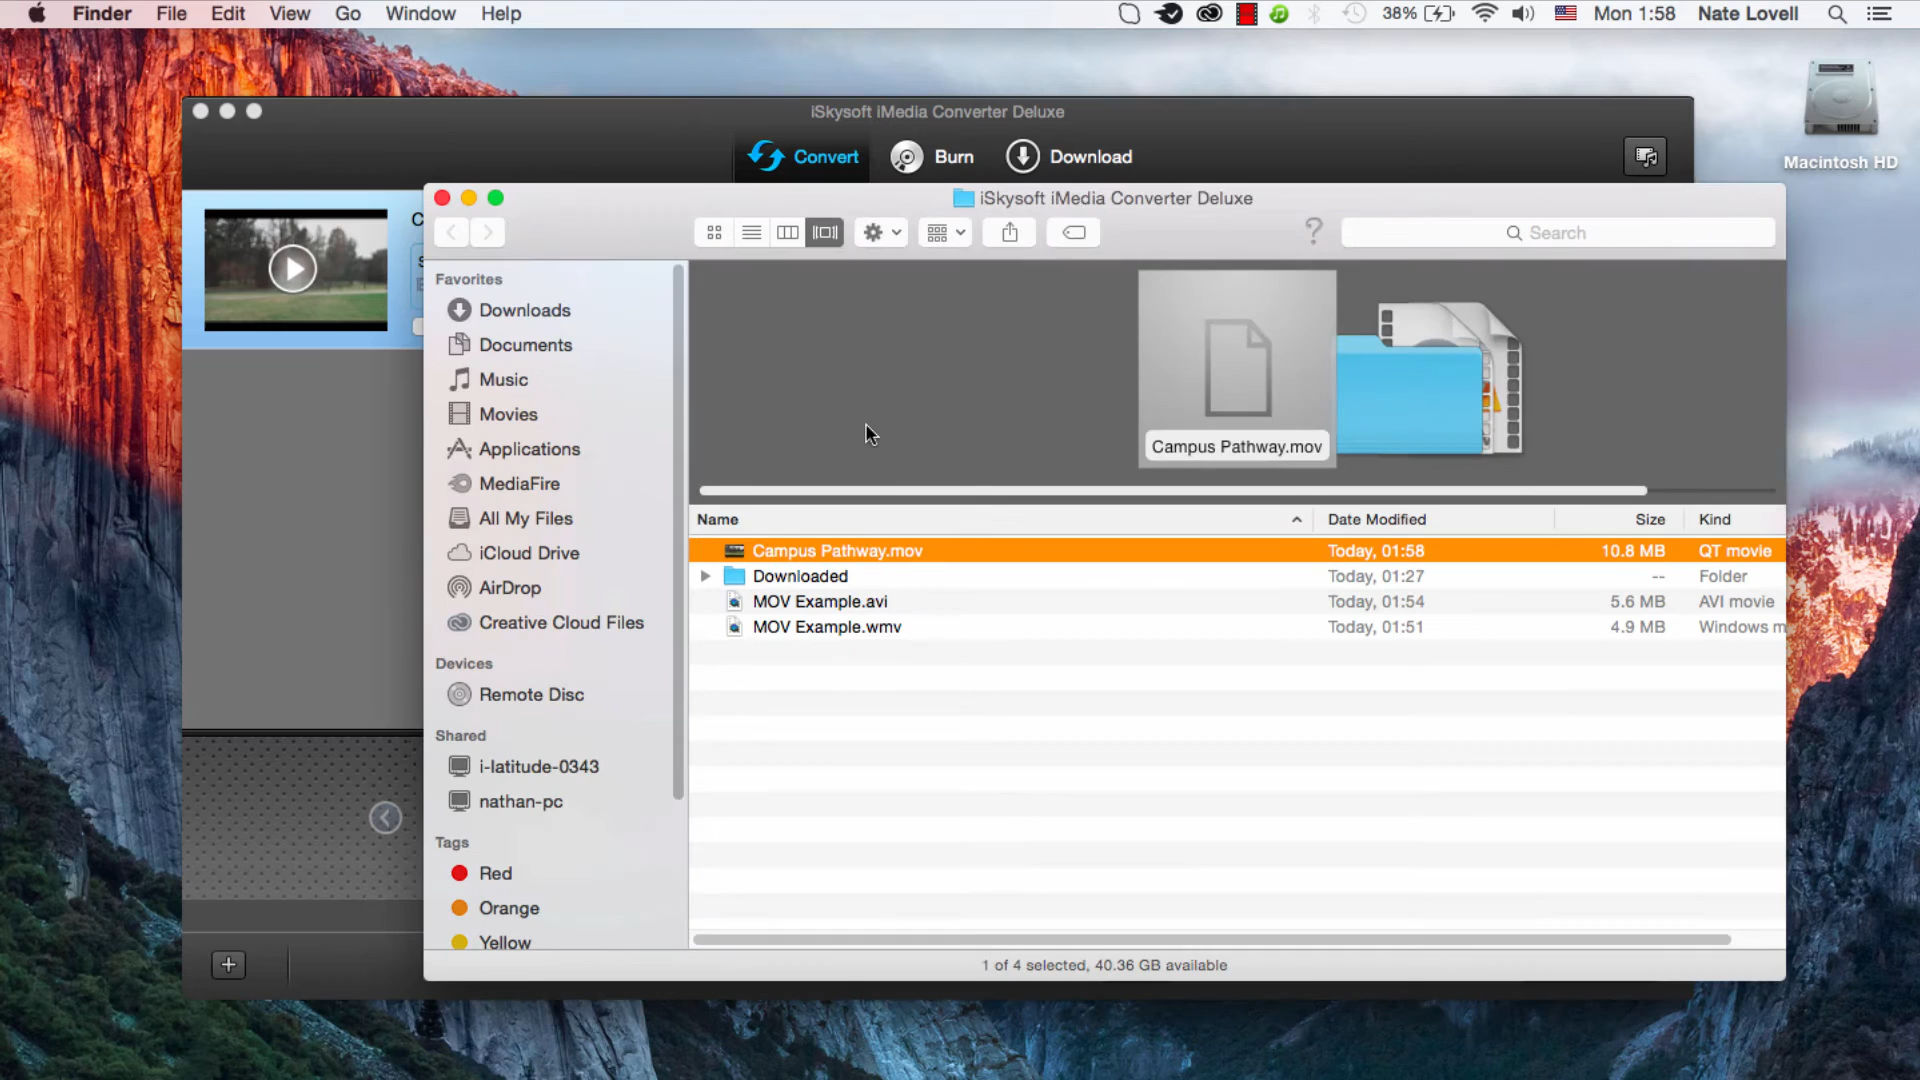 Finder File Edit View Go Window Help 38% Mon 1:58 Nate Lovell
Macintosh HD
iSkysoft iMedia Converter Deluxe
Convert Burn Download
iSkysoft iMedia Converter Deluxe
Search
Favorites
Downloads
Documents
Music
Movies
Applications
MediaFire
All My Files
iCloud Drive
AirDrop
Creative Cloud Files
Devices
Remote Disc
Shared
i-latitude-0343
nathan-pc
Tags
Red
Orange
Yellow
Campus Pathway.mov
Name Date Modified Size Kind
Campus Pathway.mov Today, 01:58 10.8 MB QT movie
Downloaded Today, 01:27 -- Folder
MOV Example.avi Today, 01:54 5.6 MB AVI movie
MOV Example.wmv Today, 01:51 4.9 MB Windows m
1 of 4 selected, 40.36 GB available